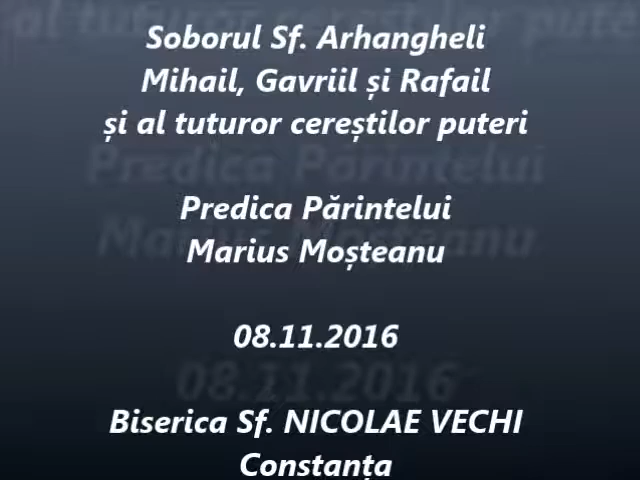 Soborul Sf. Arhangheli
Mihail, Gavriil și Rafail
și al tuturor cereștilor puteri
Predica Părintelui
Marius Moșteanu
08.11.2016
Biserica Sf. NICOLAE VECHI
Constanța